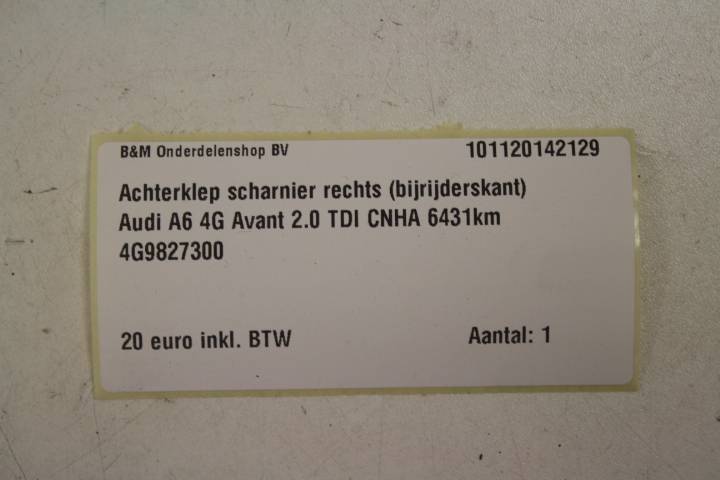 B&M Onderdelenshop BV 101120142129
Achterklep scharnier rechts (bijrijderskant)
Audi A6 4G Avant 2.0 TDI CNHA 6431km
4G9827300
20 euro inkl. BTW Aantal: 1